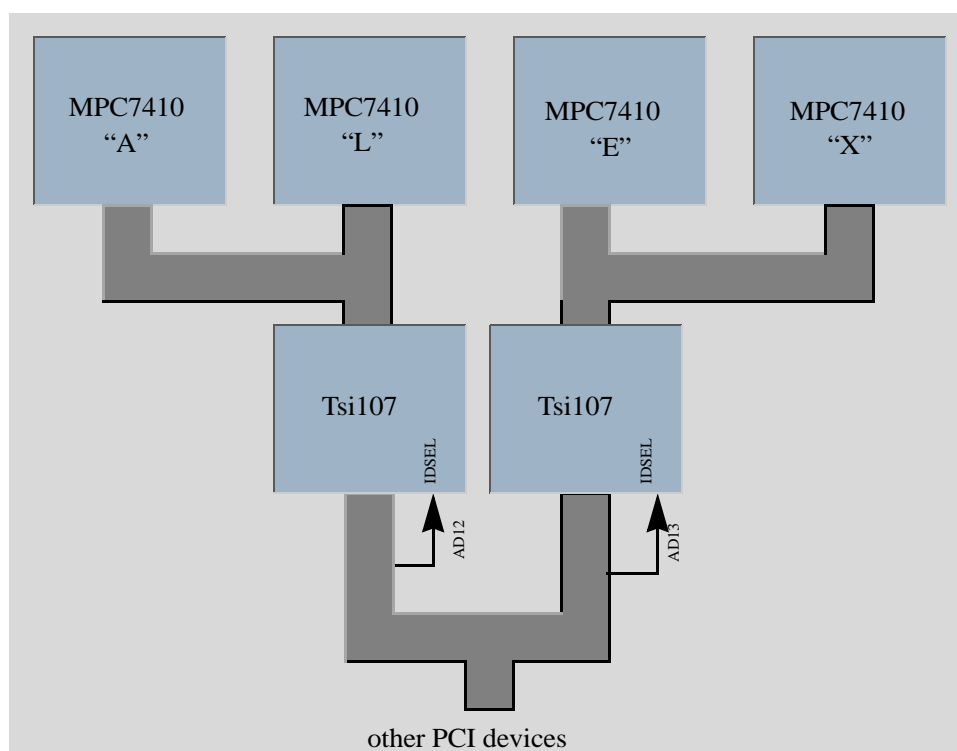 MPC7410
“A”
MPC7410
“L”
MPC7410
“E”
MPC7410
“X”
Tsi107
IDSEL
AD12
Tsi107
IDSEL
AD13
other PCI devices